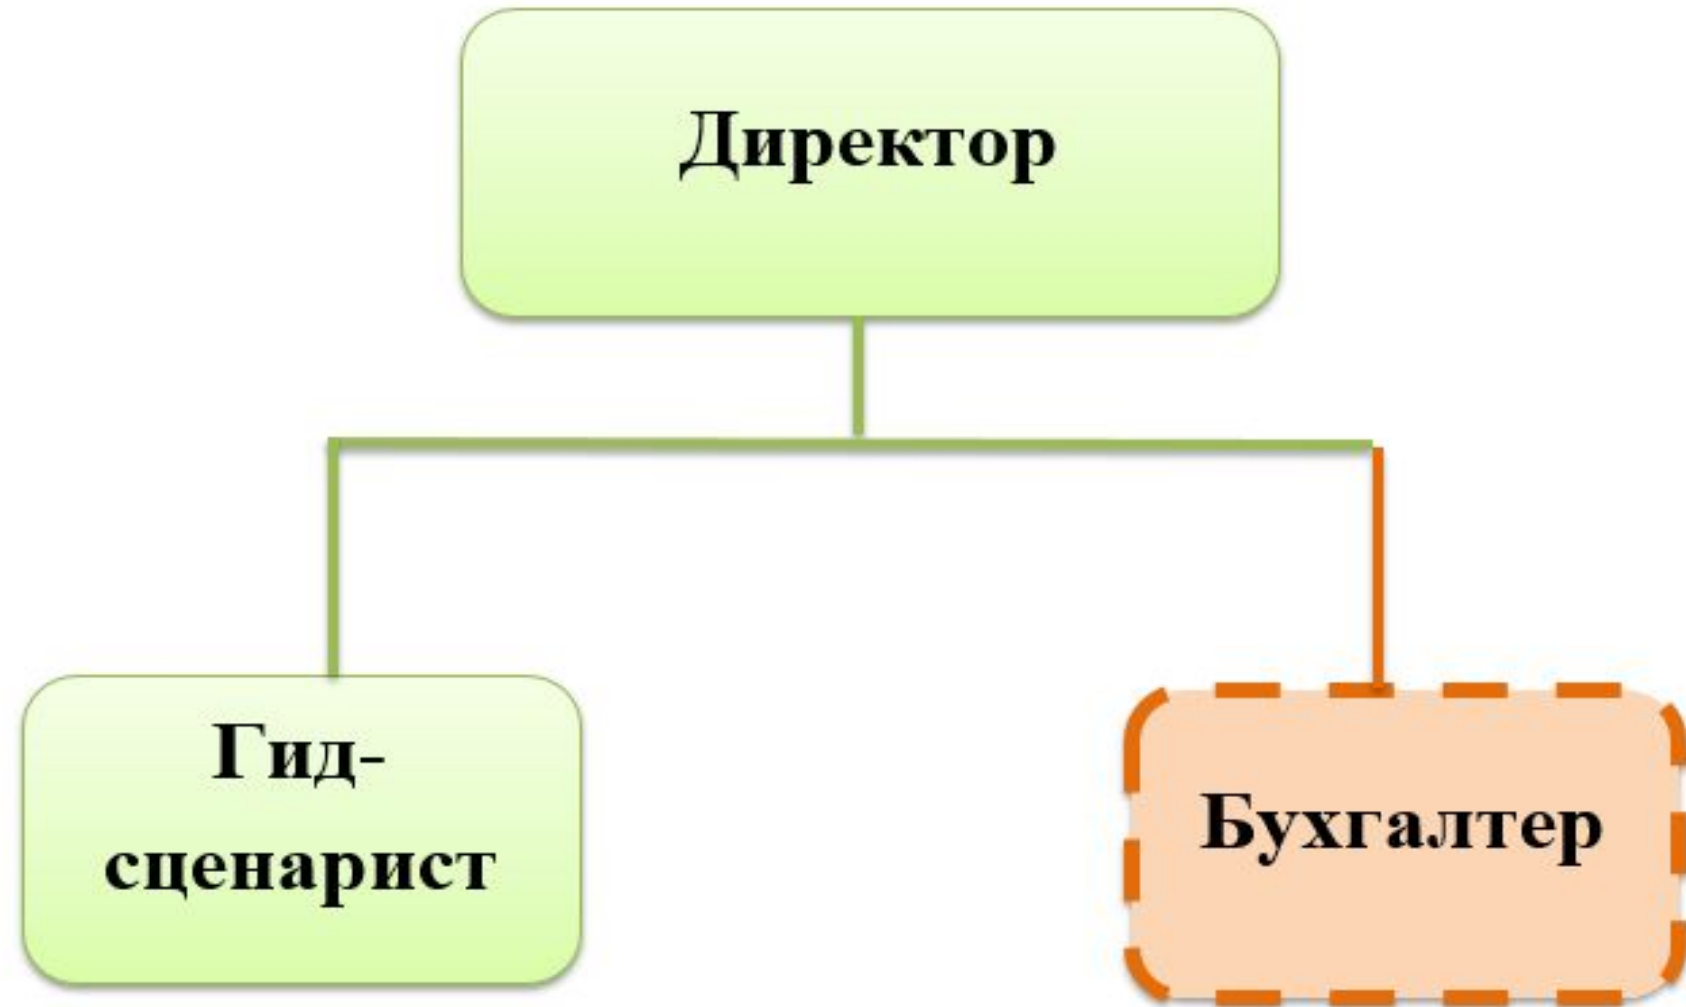 Директор
Гид-
сценарист
Бухгалтер